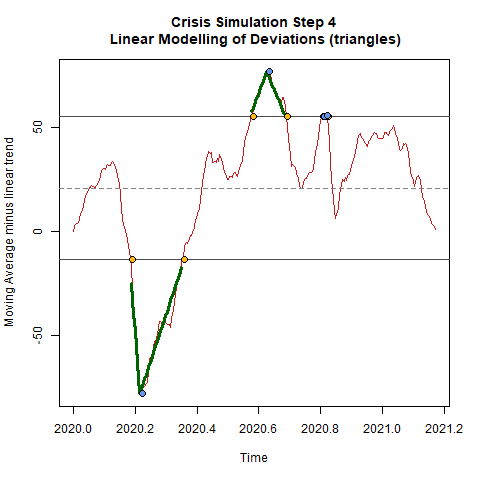 Crisis Simulation Step 4
Linear Modelling of Deviations (triangles)
Moving Average minus linear trend
50
0
-50
2020.0 2020.2 2020.4 2020.6 2020.8 2021.0 2021.2
Time